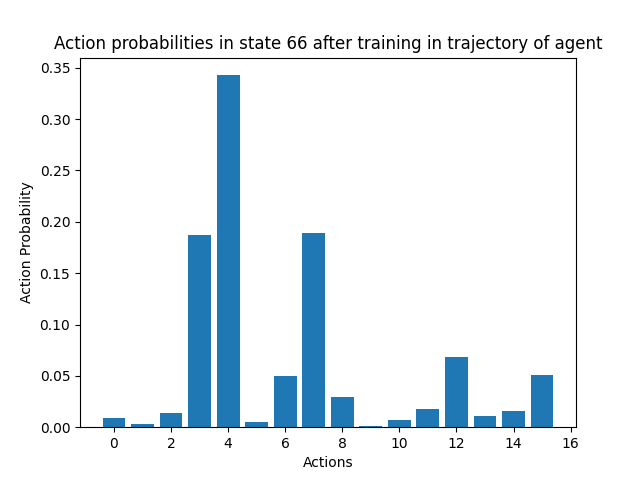 Action probabilities in state 66 after training in trajectory of agent
0.35
0.30
0.25
0.20
0.15
0.10
0.05
0.00
Action Probability
0 2 4 6 8 10 12 14 16
Actions